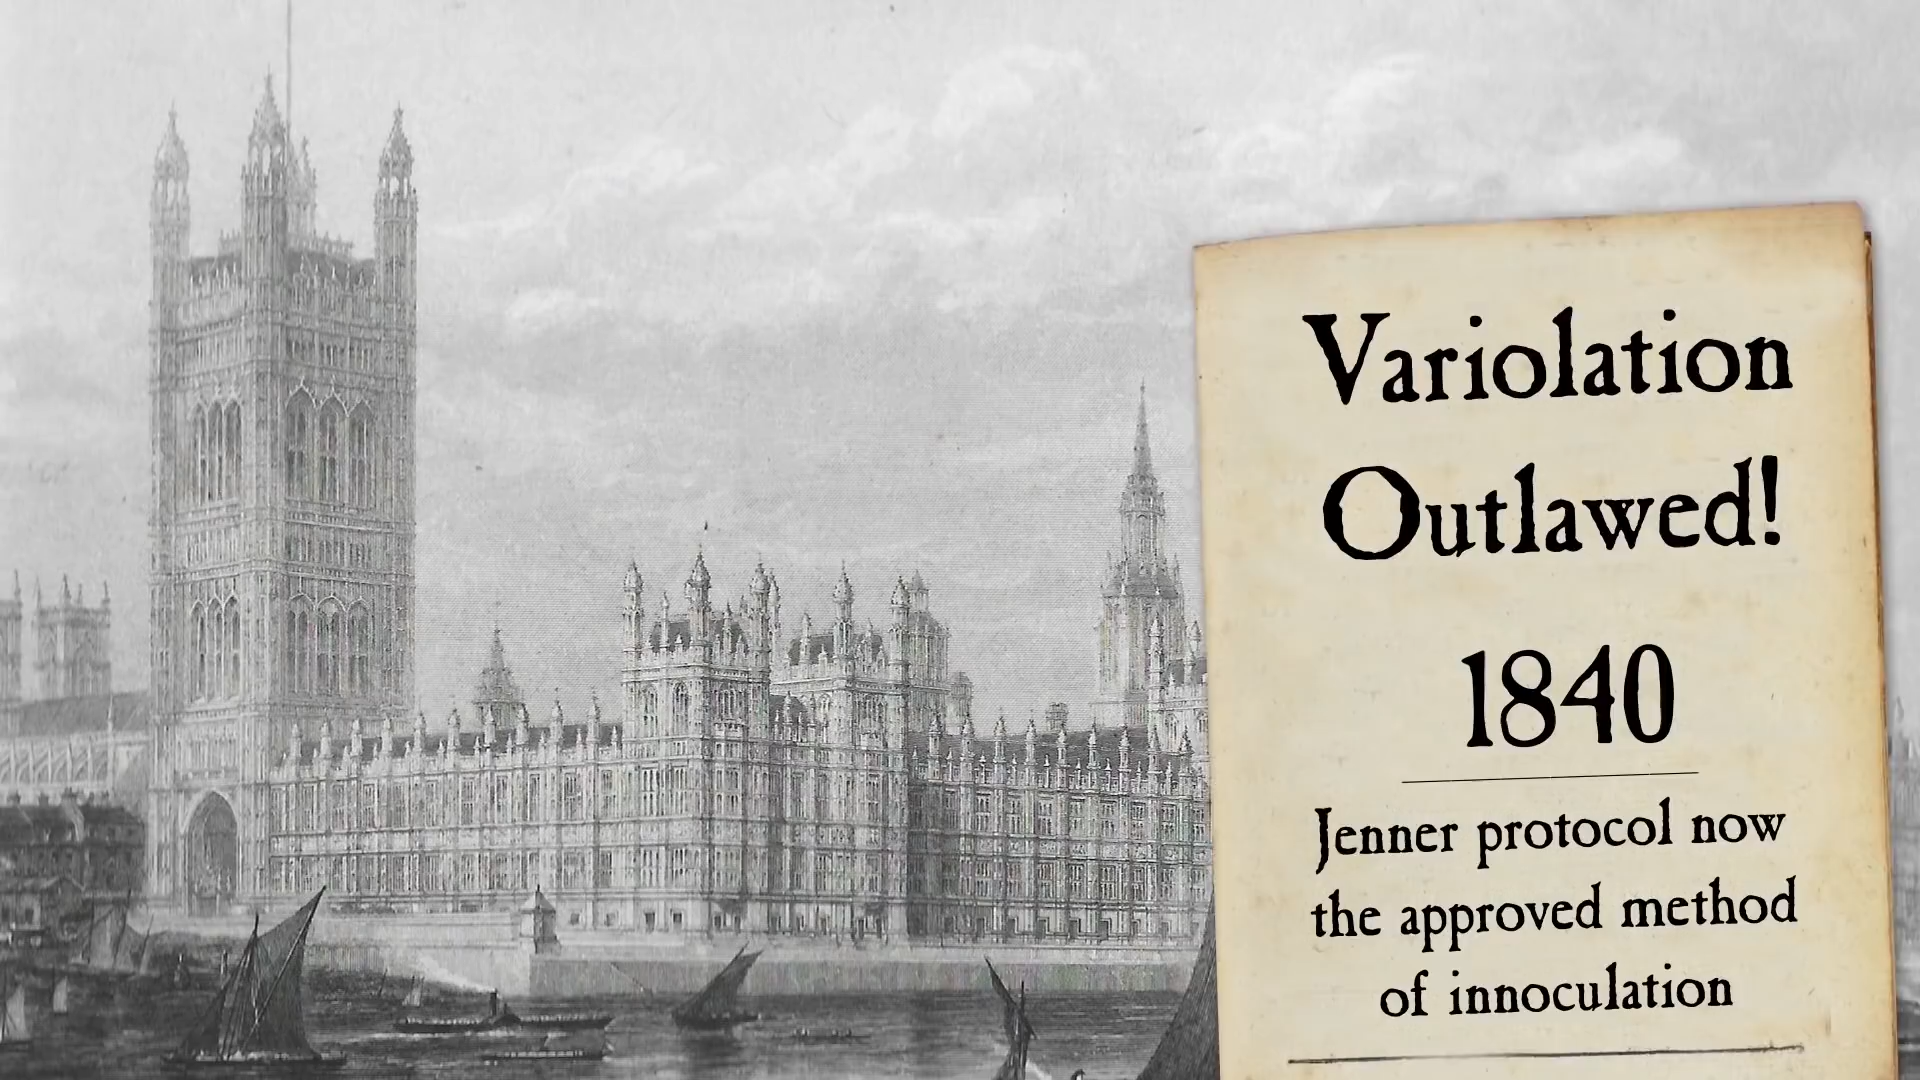 Variolation
Outlawed!
1840
Jenner protocol now
the approved method
of innoculation